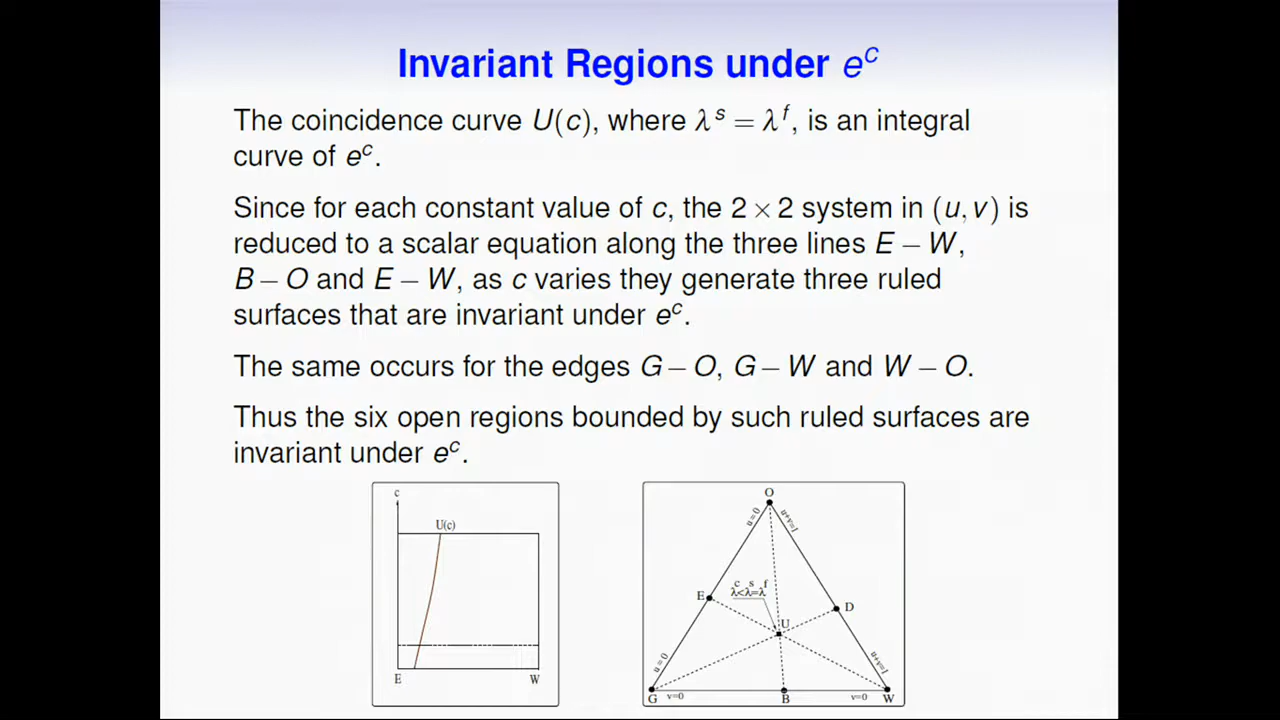 Invariant Regions under e^c
The coincidence curve U(c), where λ^s = λ^f, is an integral
curve of e^c.
Since for each constant value of c, the 2 × 2 system in (u, v) is
reduced to a scalar equation along the three lines E − W,
B − O and E − W, as c varies they generate three ruled
surfaces that are invariant under e^c.
The same occurs for the edges G − O, G − W and W − O.
Thus the six open regions bounded by such ruled surfaces are
invariant under e^c.
c
U(c)
E W
O
u=0
u+v=1
E
λ^c<λ^s=λ^f
D
U
u=0
u+v=1
G v=0 B v=0 W